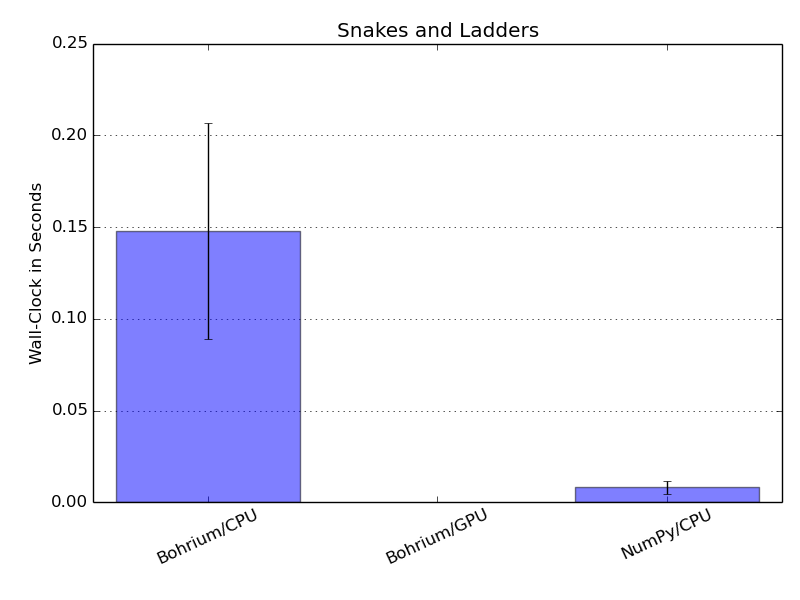 Snakes and Ladders
Wall-Clock in Seconds
0.25
0.20
0.15
0.10
0.05
0.00
Bohrium/CPU
Bohrium/GPU
NumPy/CPU